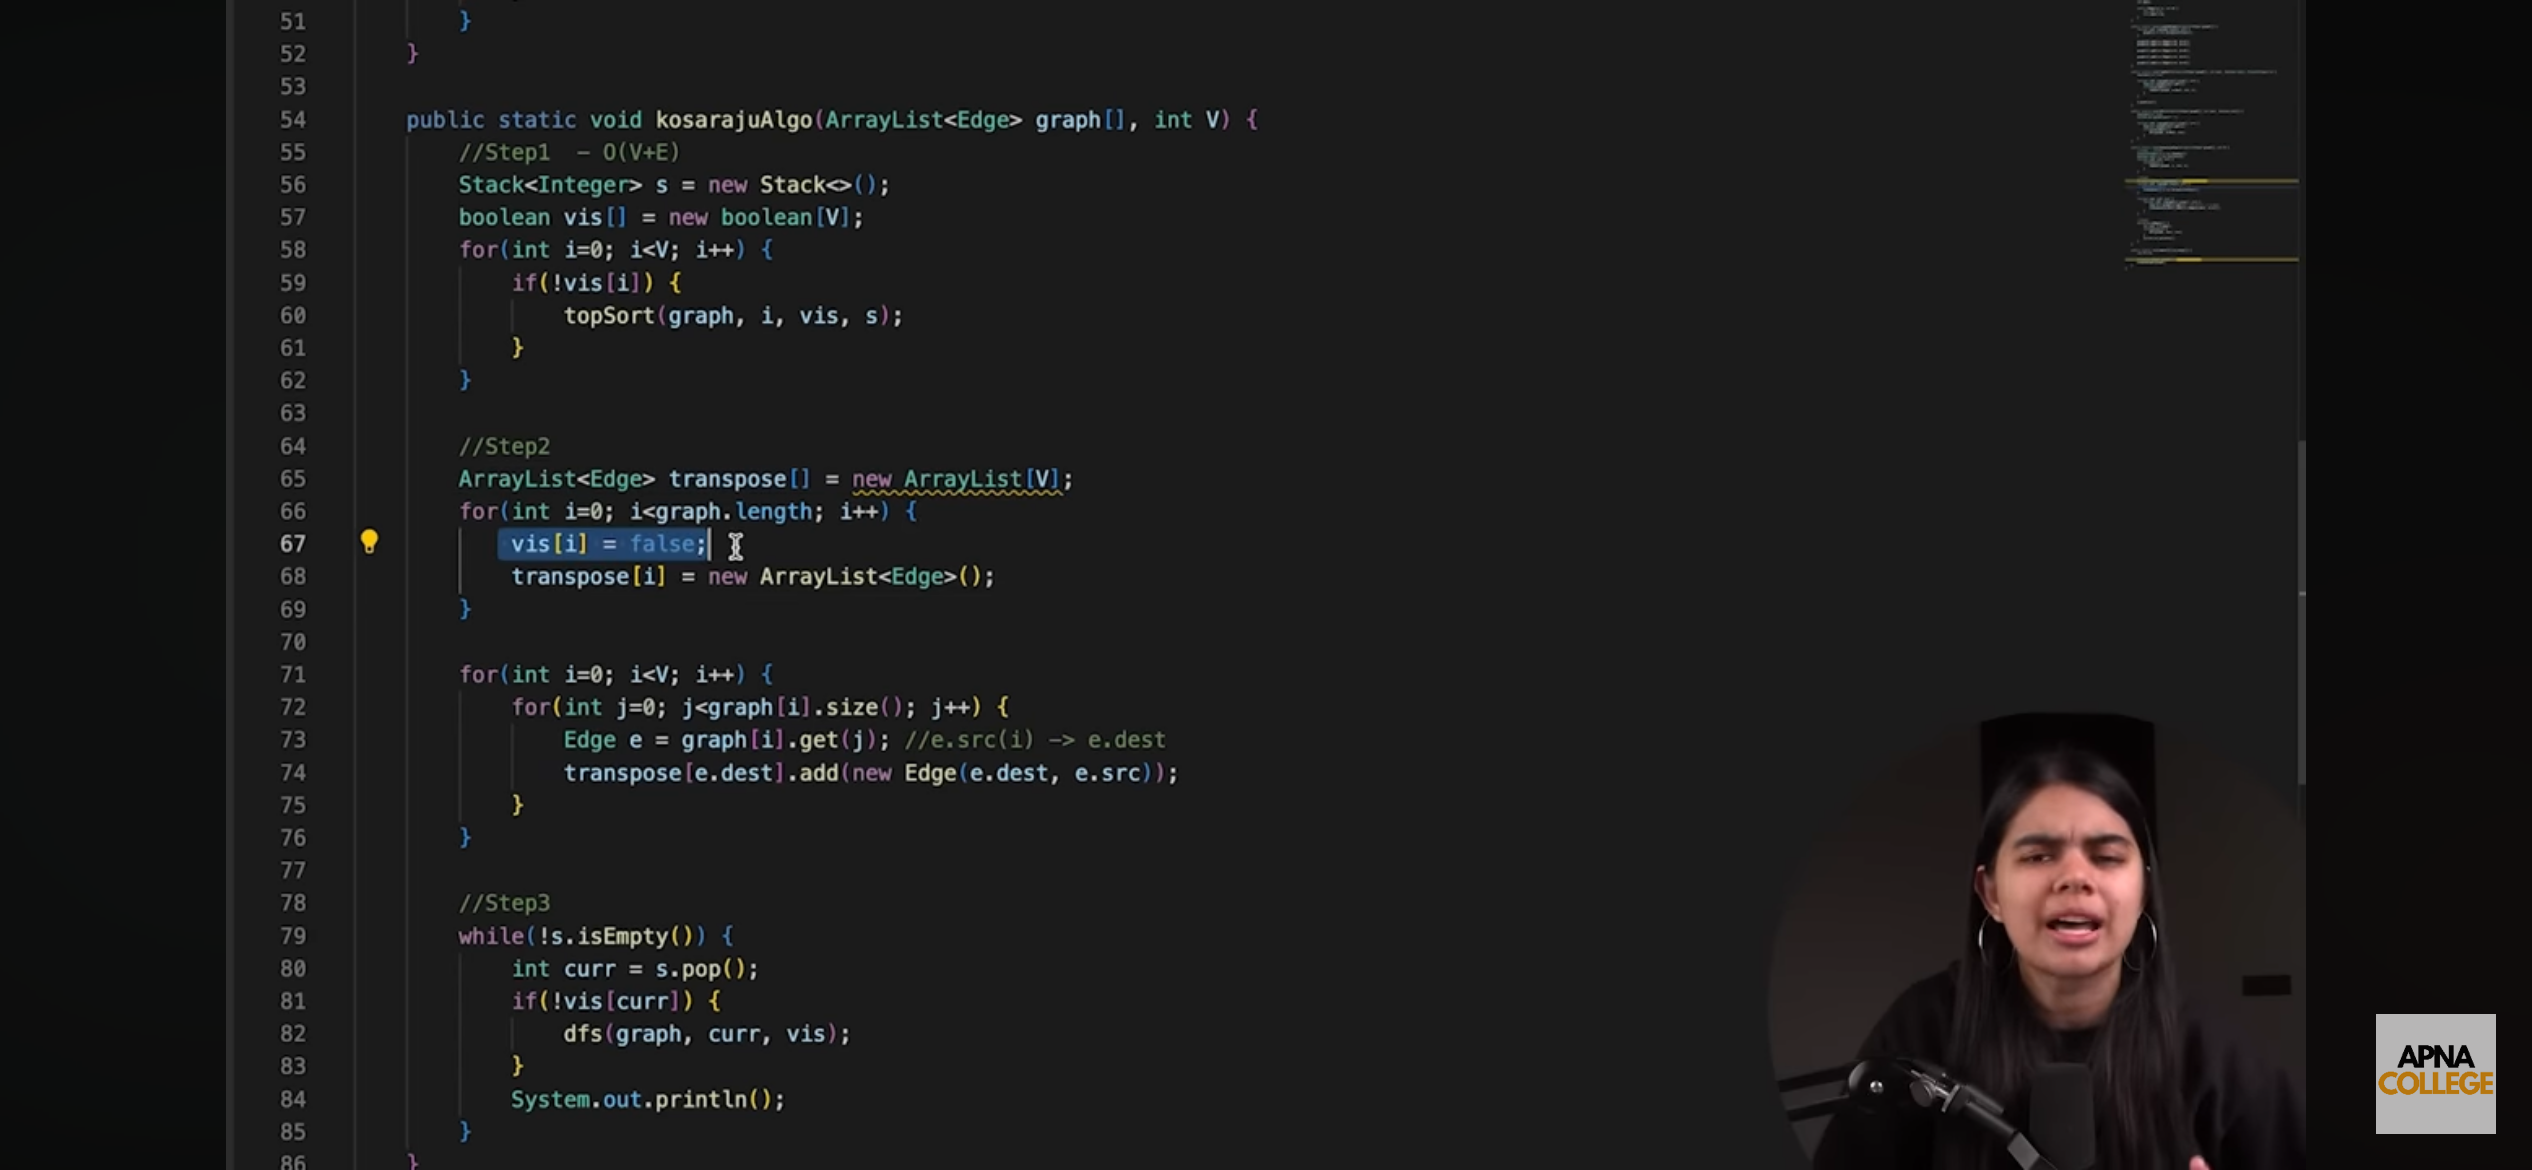 51 }
52 }
53
54 public static void kosarajuAlgo(ArrayList<Edge> graph[], int V) {
55 //Step1  - O(V+E)
56 Stack<Integer> s = new Stack<>();
57 boolean vis[] = new boolean[V];
58 for(int i=0; i<V; i++) {
59 if(!vis[i]) {
60 topSort(graph, i, vis, s);
61 }
62 }
63
64 //Step2
65 ArrayList<Edge> transpose[] = new ArrayList[V];
66 for(int i=0; i<graph.length; i++) {
67 vis[i] = false;
68 transpose[i] = new ArrayList<Edge>();
69 }
70
71 for(int i=0; i<V; i++) {
72 for(int j=0; j<graph[i].size(); j++) {
73 Edge e = graph[i].get(j); //e.src(i) -> e.dest
74 transpose[e.dest].add(new Edge(e.dest, e.src));
75 }
76 }
77
78 //Step3
79 while(!s.isEmpty()) {
80 int curr = s.pop();
81 if(!vis[curr]) {
82 dfs(graph, curr, vis);
83 }
84 System.out.println();
85 }
86 }
APNA
COLLEGE